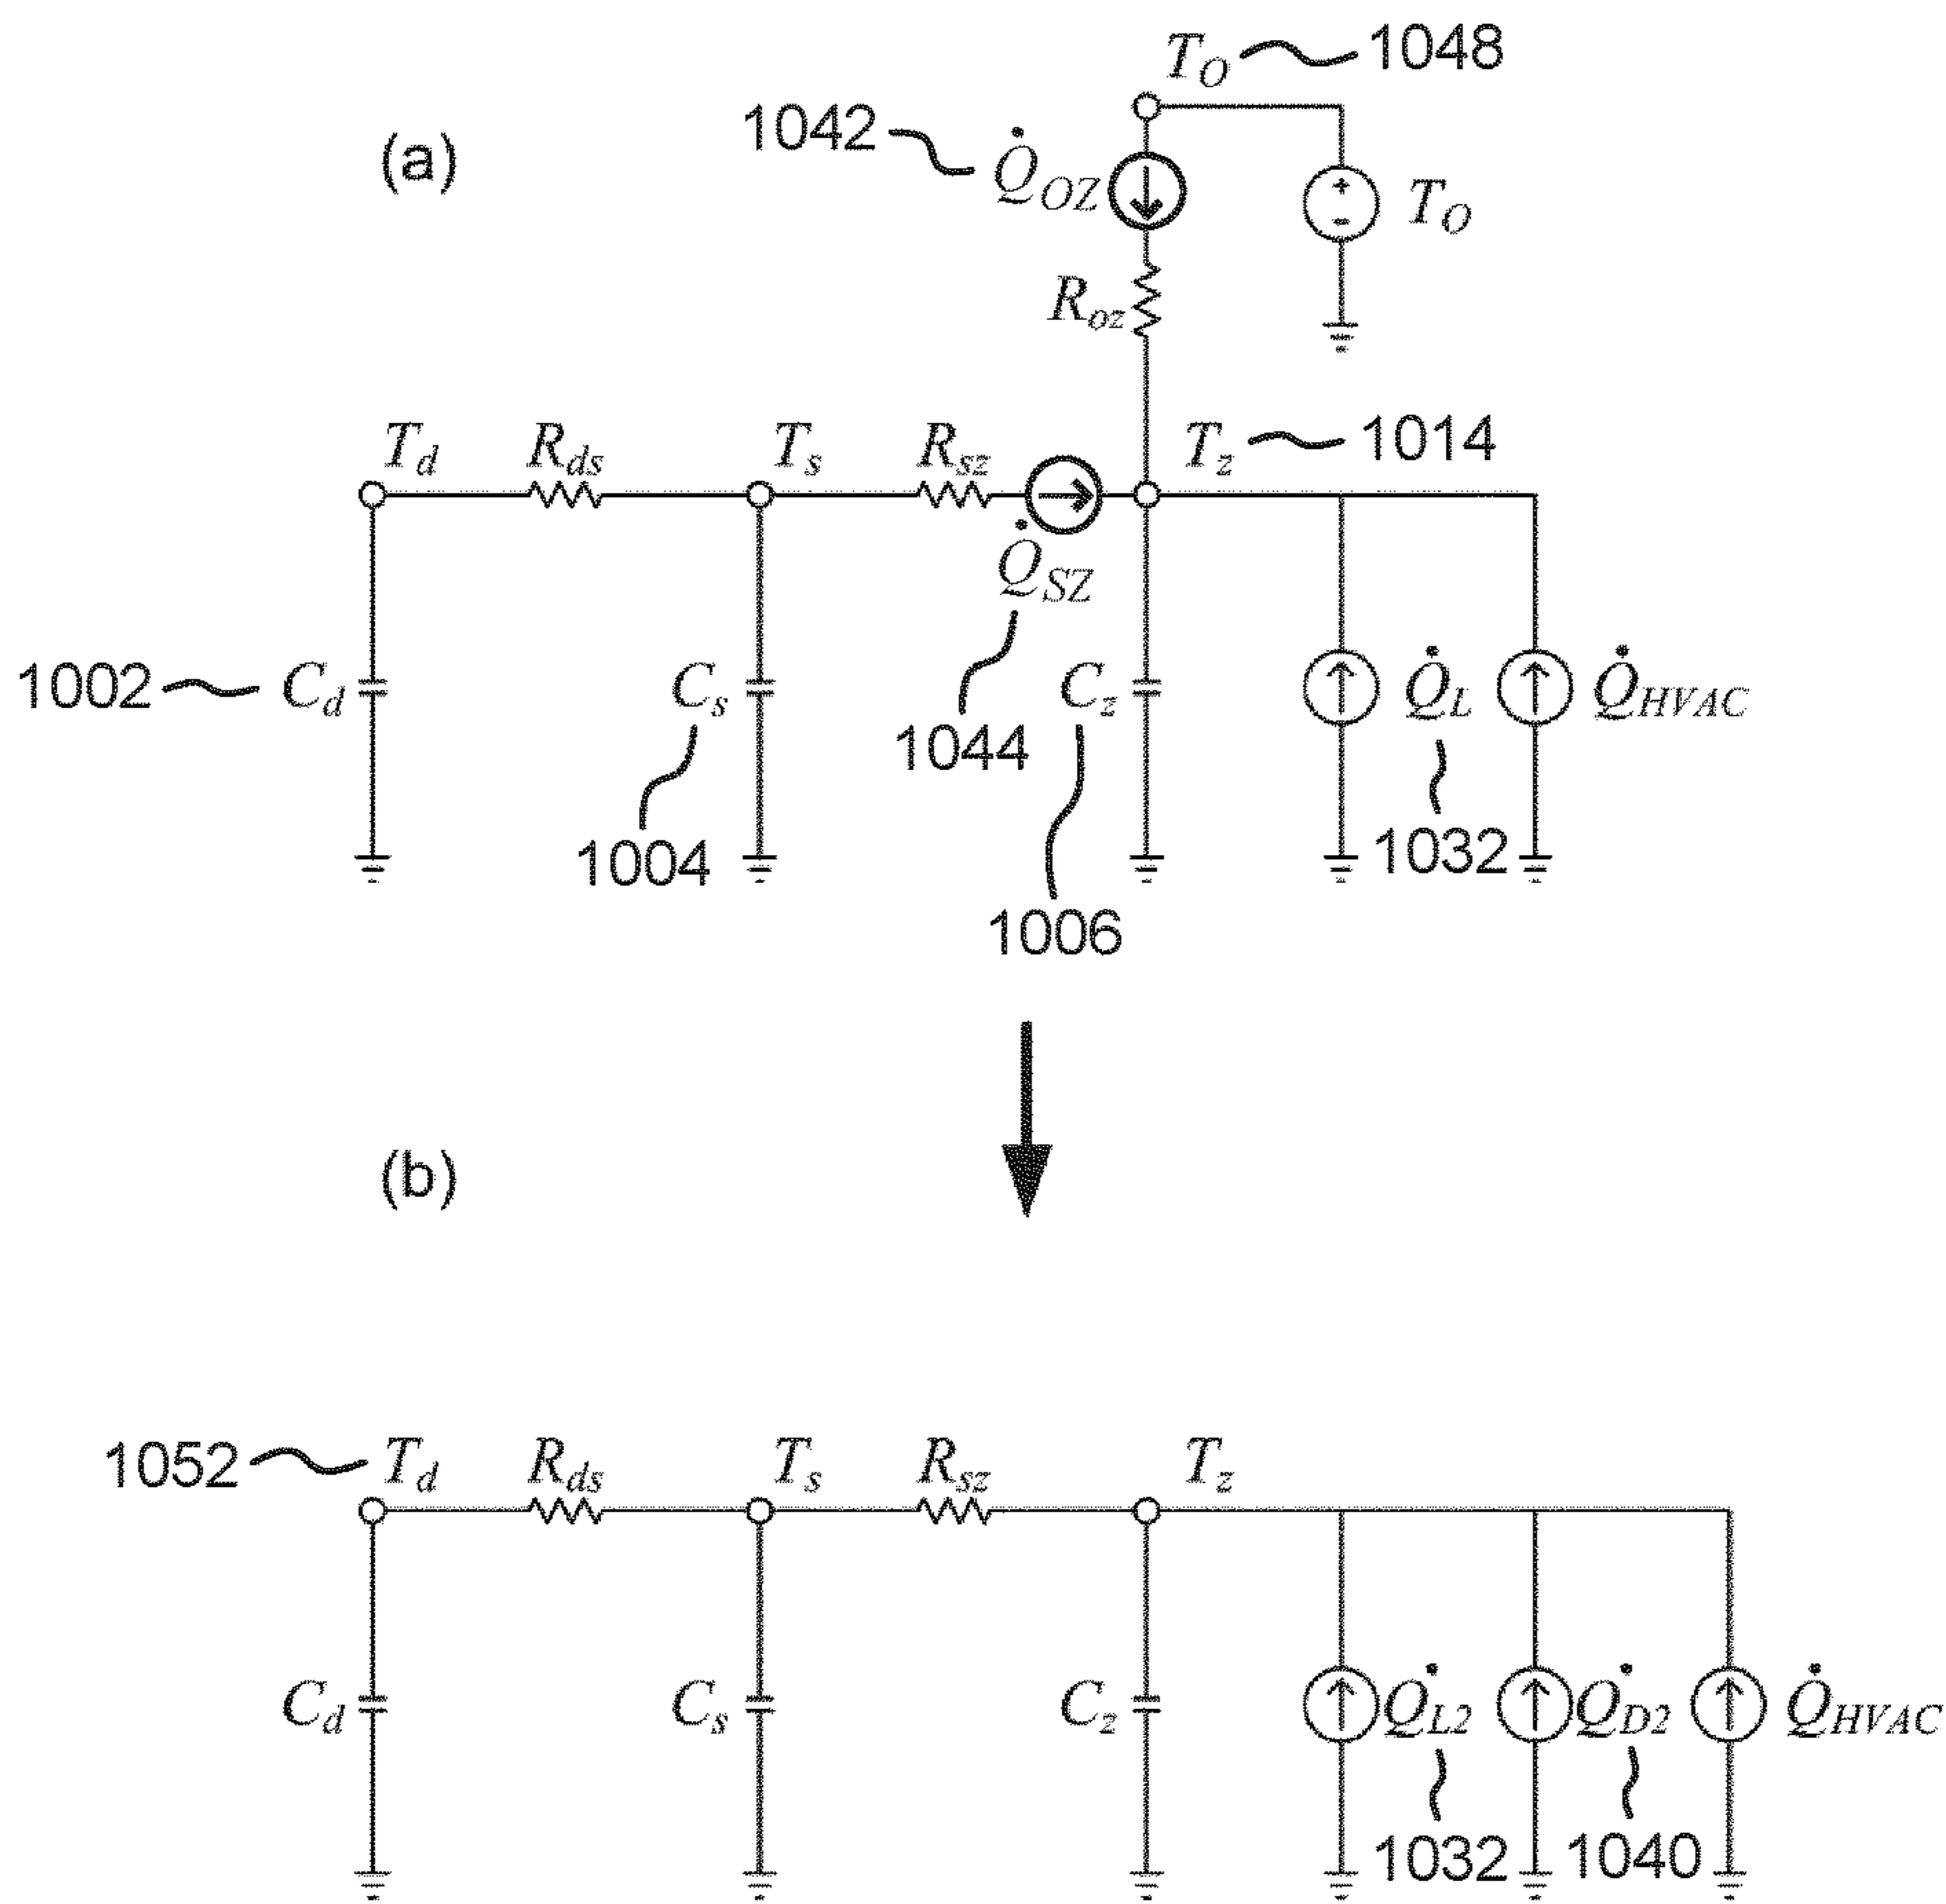 T_O 1048
(a) 1042 Q̇_OZ T_O
R_oz
T_d R_ds T_s R_sz T_z 1014
Q̇_SZ
1002 C_d C_s C_z Q̇_L Q̇_HVAC
1044
1004 1032
1006
(b)
1052 T_d R_ds T_s R_sz T_z
C_d C_s C_z Q̇_L2 Q̇_D2 Q̇_HVAC
1032 1040